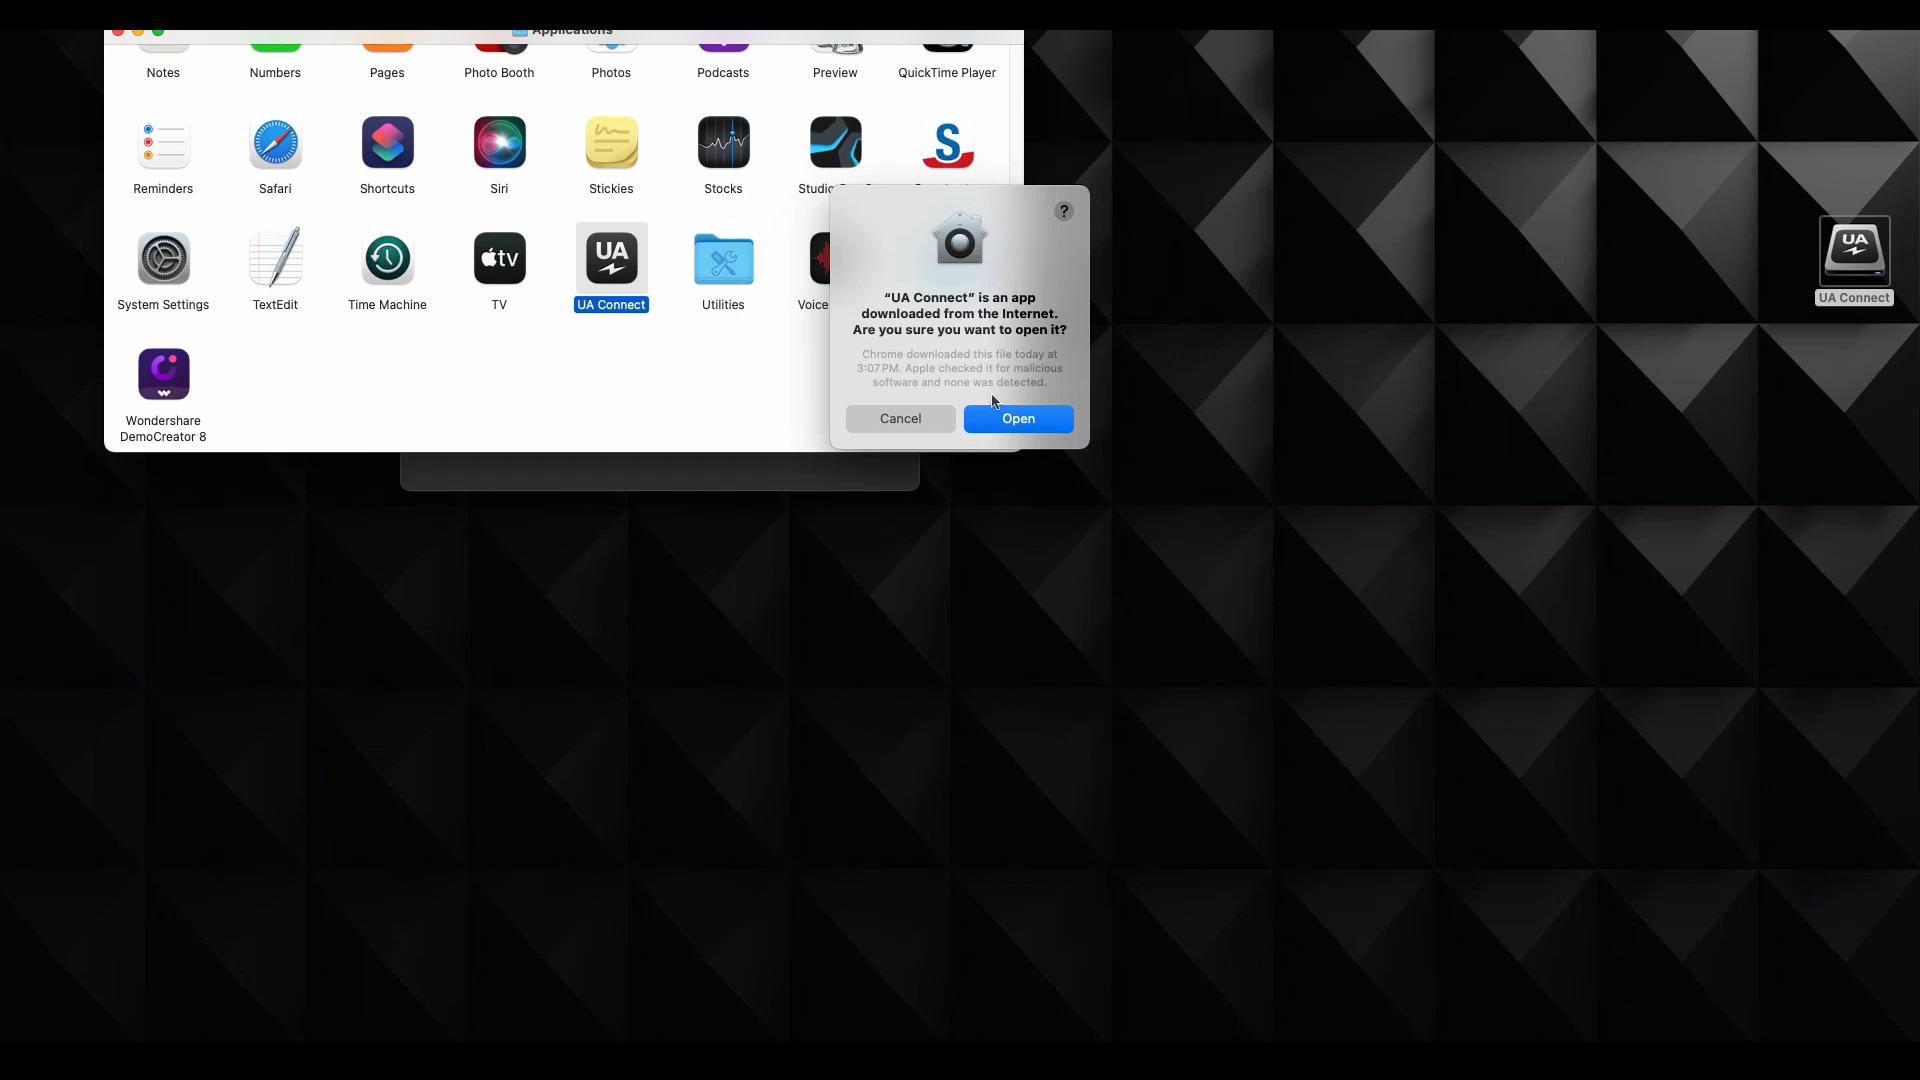 Applications
Notes Numbers Pages Photo Booth Photos Podcasts Preview QuickTime Player
S
Reminders Safari Shortcuts Siri Stickies Stocks
?
tv UA UA
System Settings TextEdit Time Machine TV UA Connect Utilities Voice
UA Connect
“UA Connect” is an app
downloaded from the Internet.
Are you sure you want to open it?
Chrome downloaded this file today at
3:07 PM. Apple checked it for malicious
software and none was detected.
Cancel Open
Wondershare
DemoCreator 8